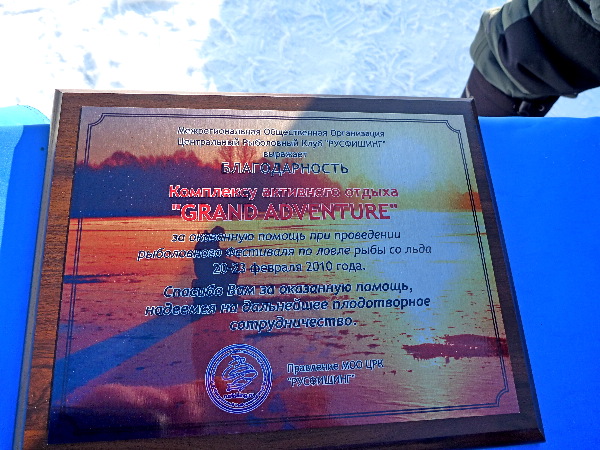 Межрегиональная Общественная Организация
Центральный Рыболовный Клуб "РУСФИШИНГ"
выражает
БЛАГОДАРНОСТЬ
Комплексу активного отдыха
"GRAND ADVENTURE"
за оказанную помощь при проведении
рыболовного Фестиваля по ловле рыбы со льда
20-23 февраля 2010 года.
Спасибо Вам за оказанную помощь,
надеемся на дальнейшее плодотворное
сотрудничество.
Правление МОО ЦРК
"РУСФИШИНГ"